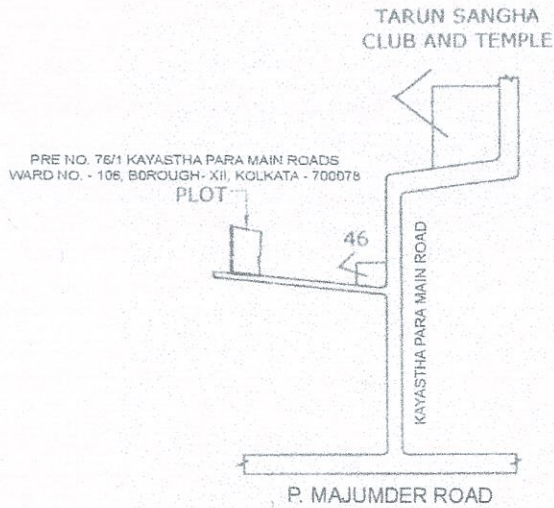 TARUN SANGHA
CLUB AND TEMPLE
PRE NO. 76/1 KAYASTHA PARA MAIN ROADS
WARD NO. - 106, BOROUGH- XII, KOLKATA - 700078
PLOT
46
KAYASTHA PARA MAIN ROAD
P. MAJUMDER ROAD